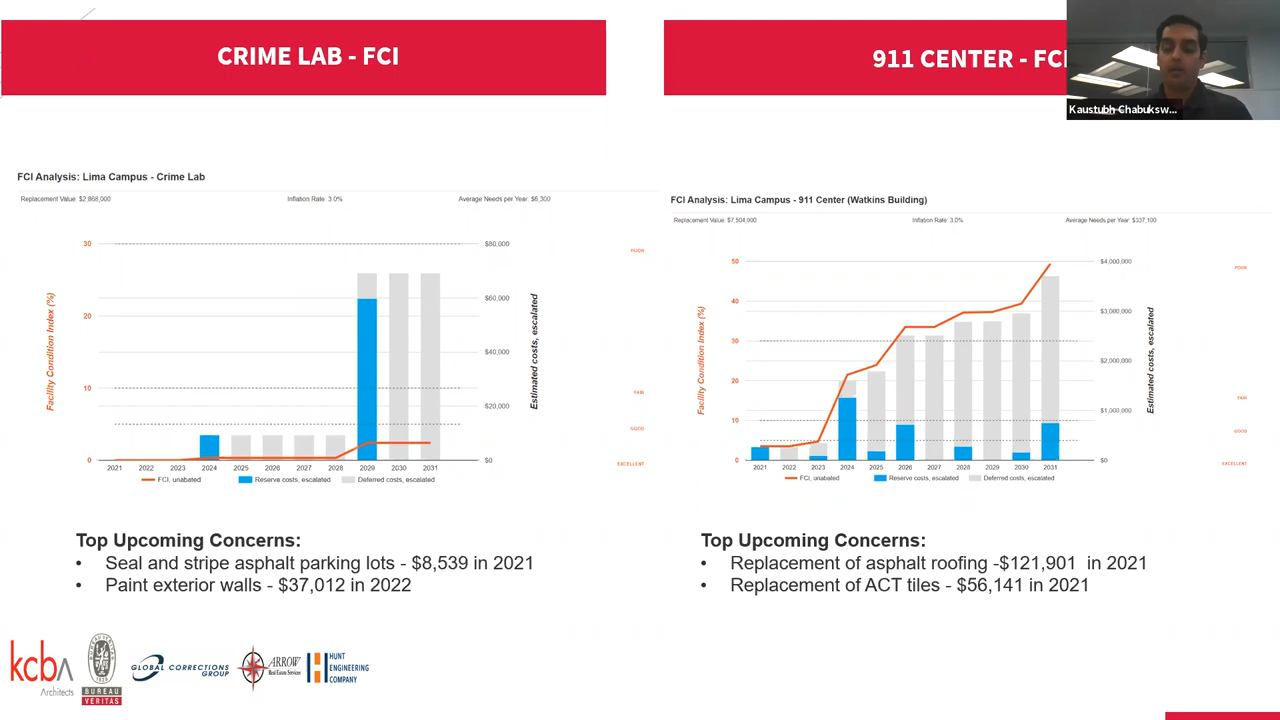 CRIME LAB - FCI
FCI Analysis: Lima Campus - Crime Lab
Replacement Value: $2,868,000
Inflation Rate: 3.0%
Average Needs per Year: $6,300
Facility Condition Index (%)
30
20
10
0
$80,000
$60,000
$40,000
$20,000
$0
Estimated costs, escalated
POOR
FAIR
GOOD
EXCELLENT
2021 2022 2023 2024 2025 2026 2027 2028 2029 2030 2031
FCI, unabated
Reserve costs, escalated
Deferred costs, escalated
Top Upcoming Concerns:
• Seal and stripe asphalt parking lots - $8,539 in 2021
• Paint exterior walls - $37,012 in 2022
911 CENTER - FCI
Kaustubh Chabuksw...
FCI Analysis: Lima Campus - 911 Center (Watkins Building)
Replacement Value: $7,504,000
Inflation Rate: 3.0%
Average Needs per Year: $337,100
Facility Condition Index (%)
50
40
30
20
10
0
$4,000,000
$3,000,000
$2,000,000
$1,000,000
$0
Estimated costs, escalated
POOR
FAIR
GOOD
EXCELLENT
2021 2022 2023 2024 2025 2026 2027 2028 2029 2030 2031
FCI, unabated
Reserve costs, escalated
Deferred costs, escalated
Top Upcoming Concerns:
• Replacement of asphalt roofing -$121,901 in 2021
• Replacement of ACT tiles - $56,141 in 2021
kcba
Architects
BUREAU
VERITAS
GLOBAL CORRECTIONS
GROUP
ARROW
Real Estate Services
HUNT
ENGINEERING
COMPANY